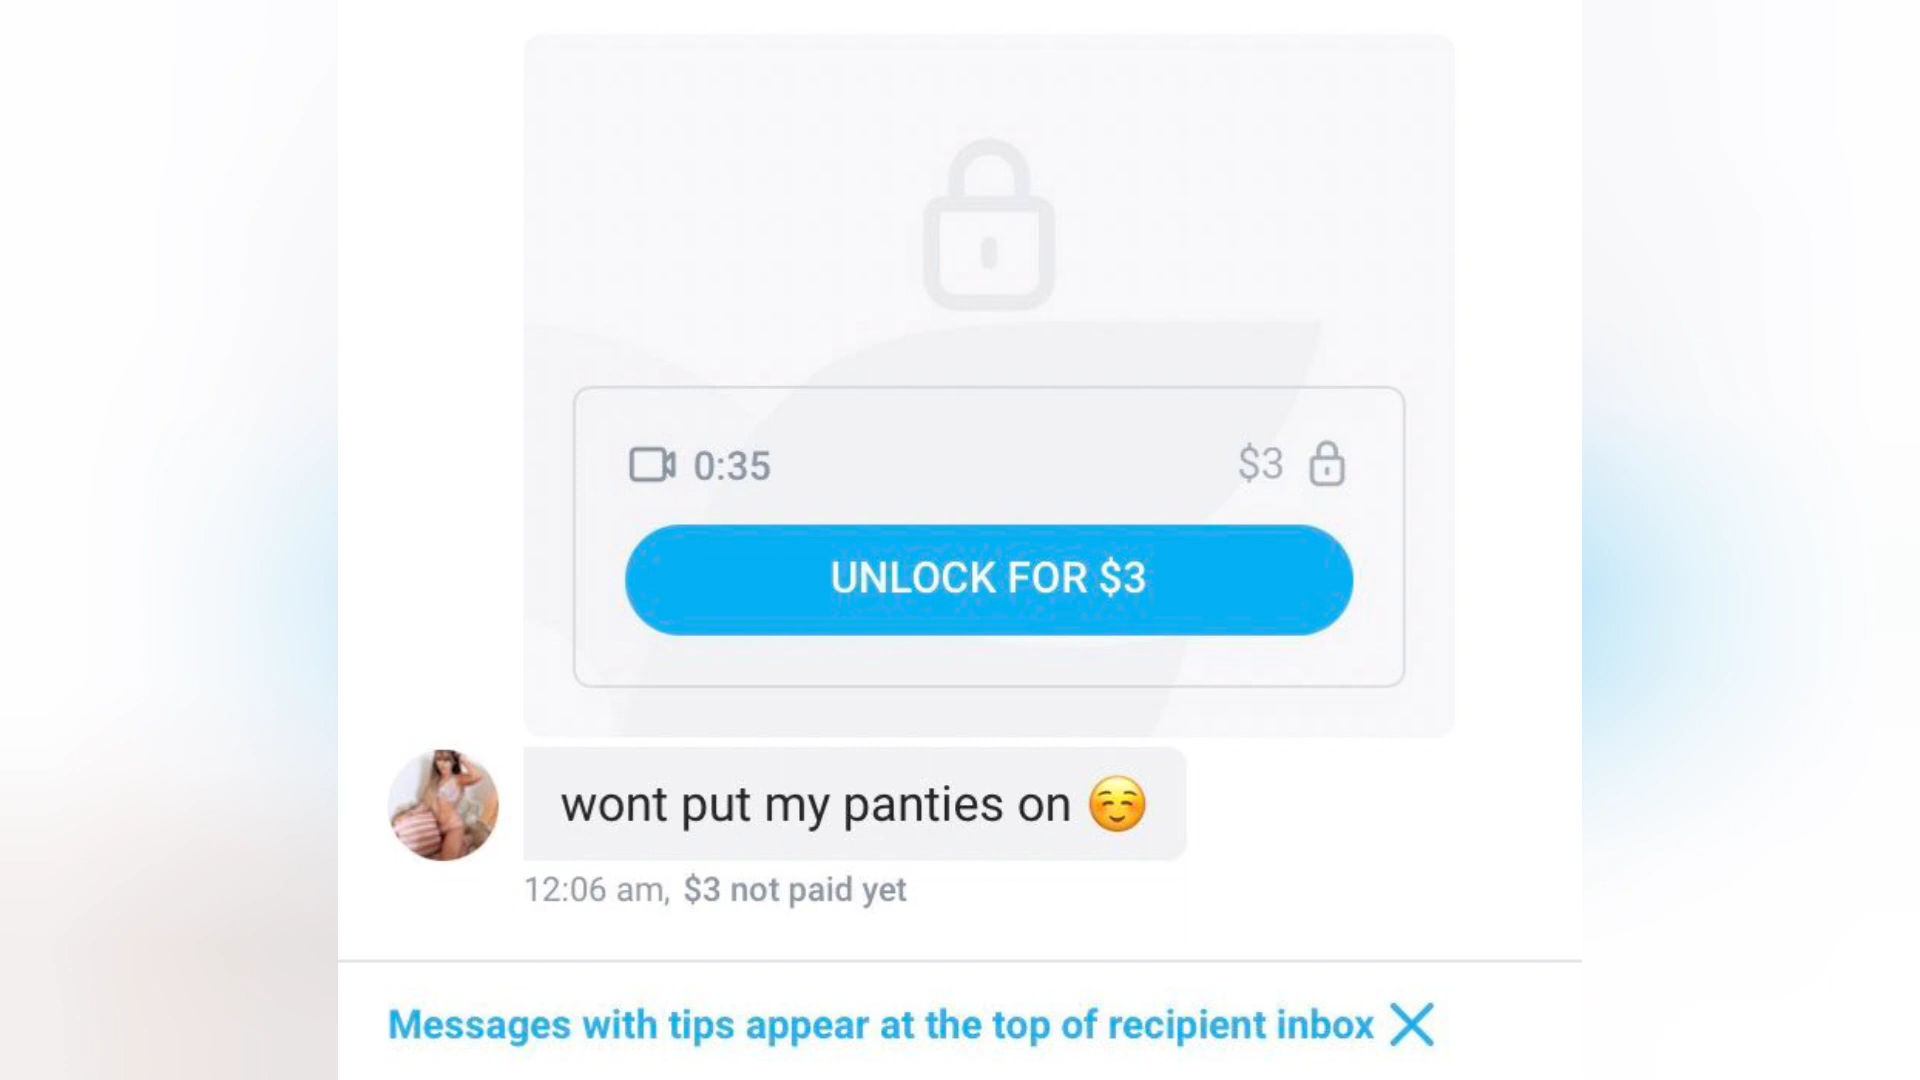 0:35
$3
UNLOCK FOR $3
wont put my panties on ☺️
12:06 am, $3 not paid yet
Messages with tips appear at the top of recipient inbox